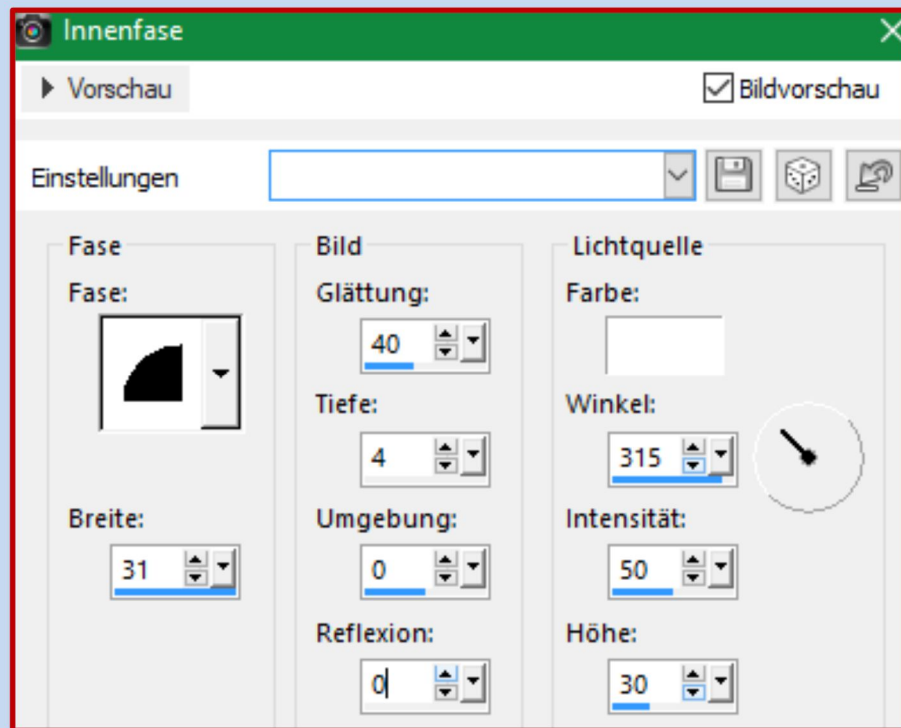 Innenfase
Vorschau
Bildvorschau
Einstellungen
Fase
Fase:
Breite:
31
Bild
Glättung:
40
Tiefe:
4
Umgebung:
0
Reflexion:
0
Lichtquelle
Farbe:
Winkel:
315
Intensität:
50
Höhe:
30